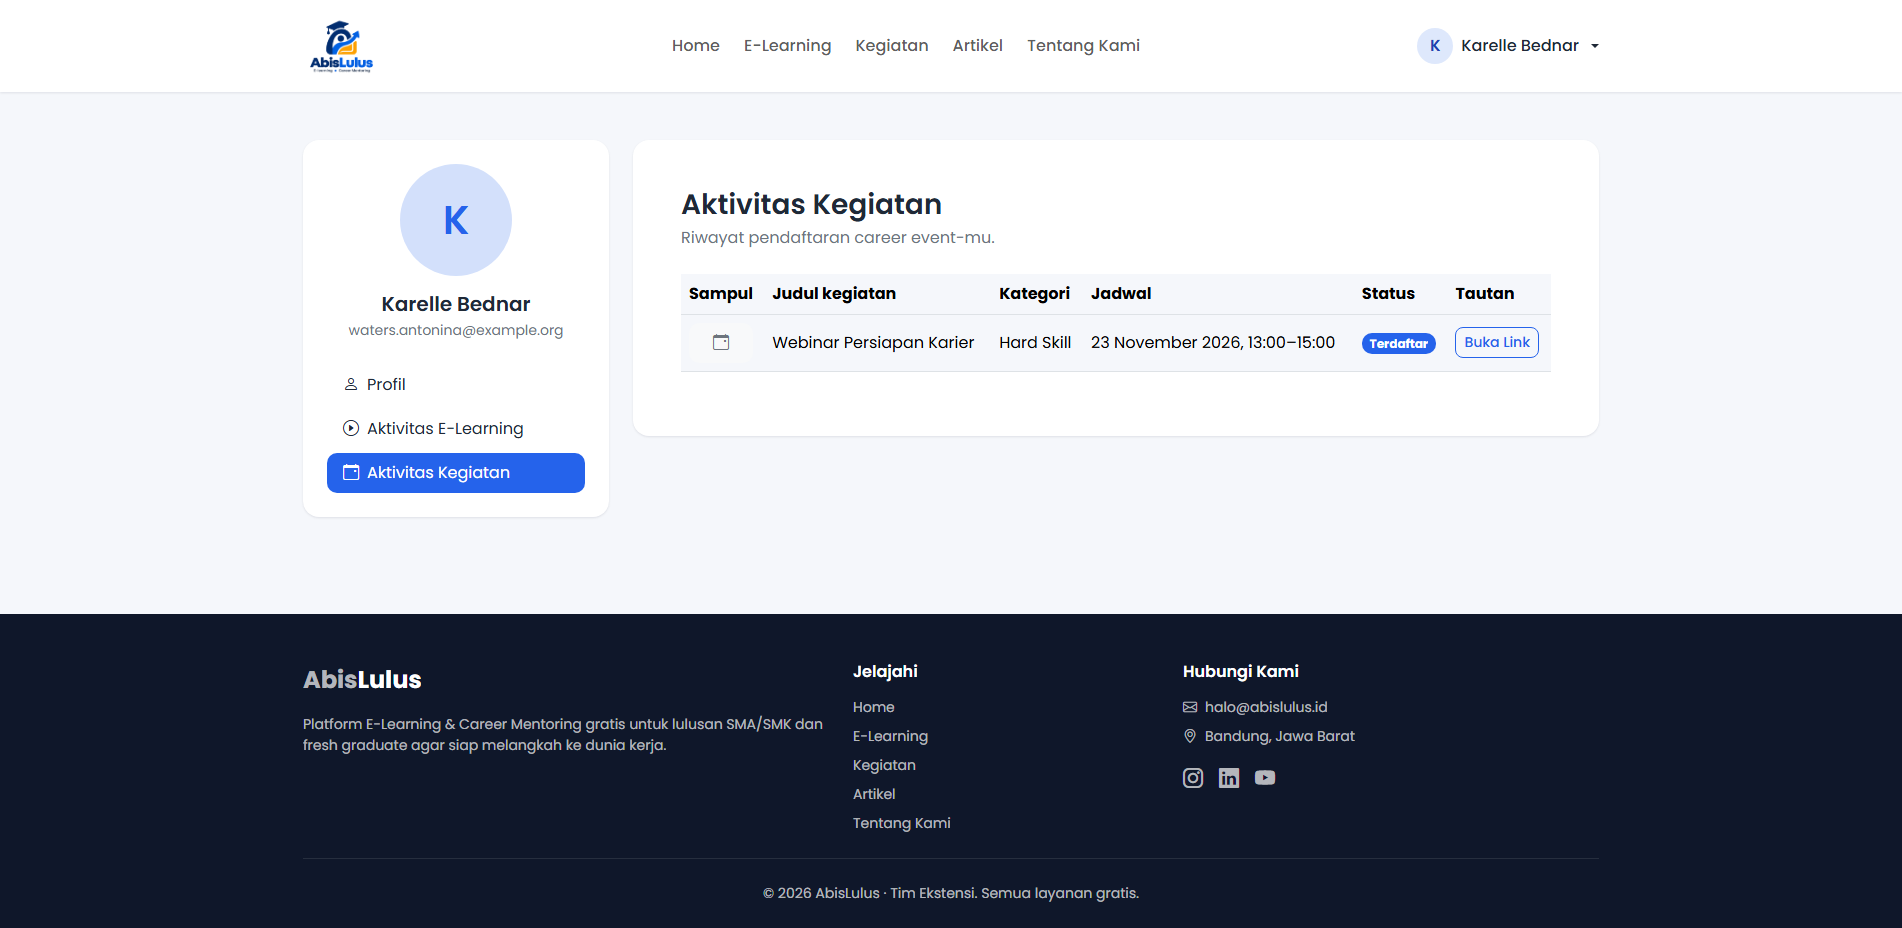 AbisLulus
Home
E-Learning
Kegiatan
Artikel
Tentang Kami
K
Karelle Bednar
K
Karelle Bednar
waters.antonina@example.org
Profil
Aktivitas E-Learning
Aktivitas Kegiatan
Aktivitas Kegiatan
Riwayat pendaftaran career event-mu.
Sampul Judul kegiatan Kategori Jadwal Status Tautan
Webinar Persiapan Karier Hard Skill 23 November 2026, 13:00–15:00 Terdaftar Buka Link
AbisLulus
Platform E-Learning & Career Mentoring gratis untuk lulusan SMA/SMK dan
fresh graduate agar siap melangkah ke dunia kerja.
Jelajahi
Home
E-Learning
Kegiatan
Artikel
Tentang Kami
Hubungi Kami
halo@abislulus.id
Bandung, Jawa Barat
© 2026 AbisLulus · Tim Ekstensi. Semua layanan gratis.